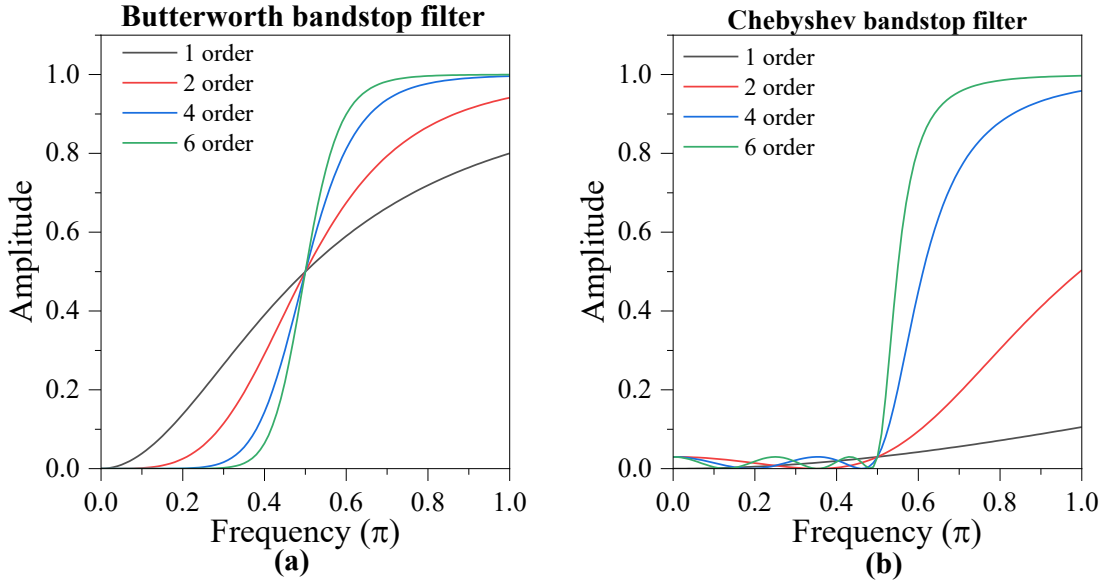 Butterworth bandstop filter
1 order
2 order
4 order
6 order
1.0
0.8
0.6
0.4
0.2
0.0
Amplitude
0.0 0.2 0.4 0.6 0.8 1.0
Frequency (π)
(a)
Chebyshev bandstop filter
1 order
2 order
4 order
6 order
1.0
0.8
0.6
0.4
0.2
0.0
Amplitude
0.0 0.2 0.4 0.6 0.8 1.0
Frequency (π)
(b)